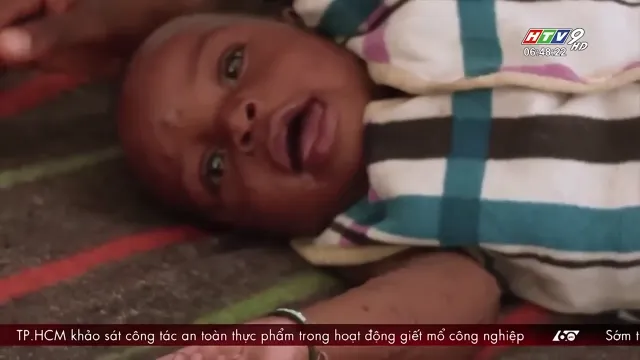 HTV9 HD
06:48:22
TP.HCM khảo sát công tác an toàn thực phẩm trong hoạt động giết mổ công nghiệp 60 Sớm t